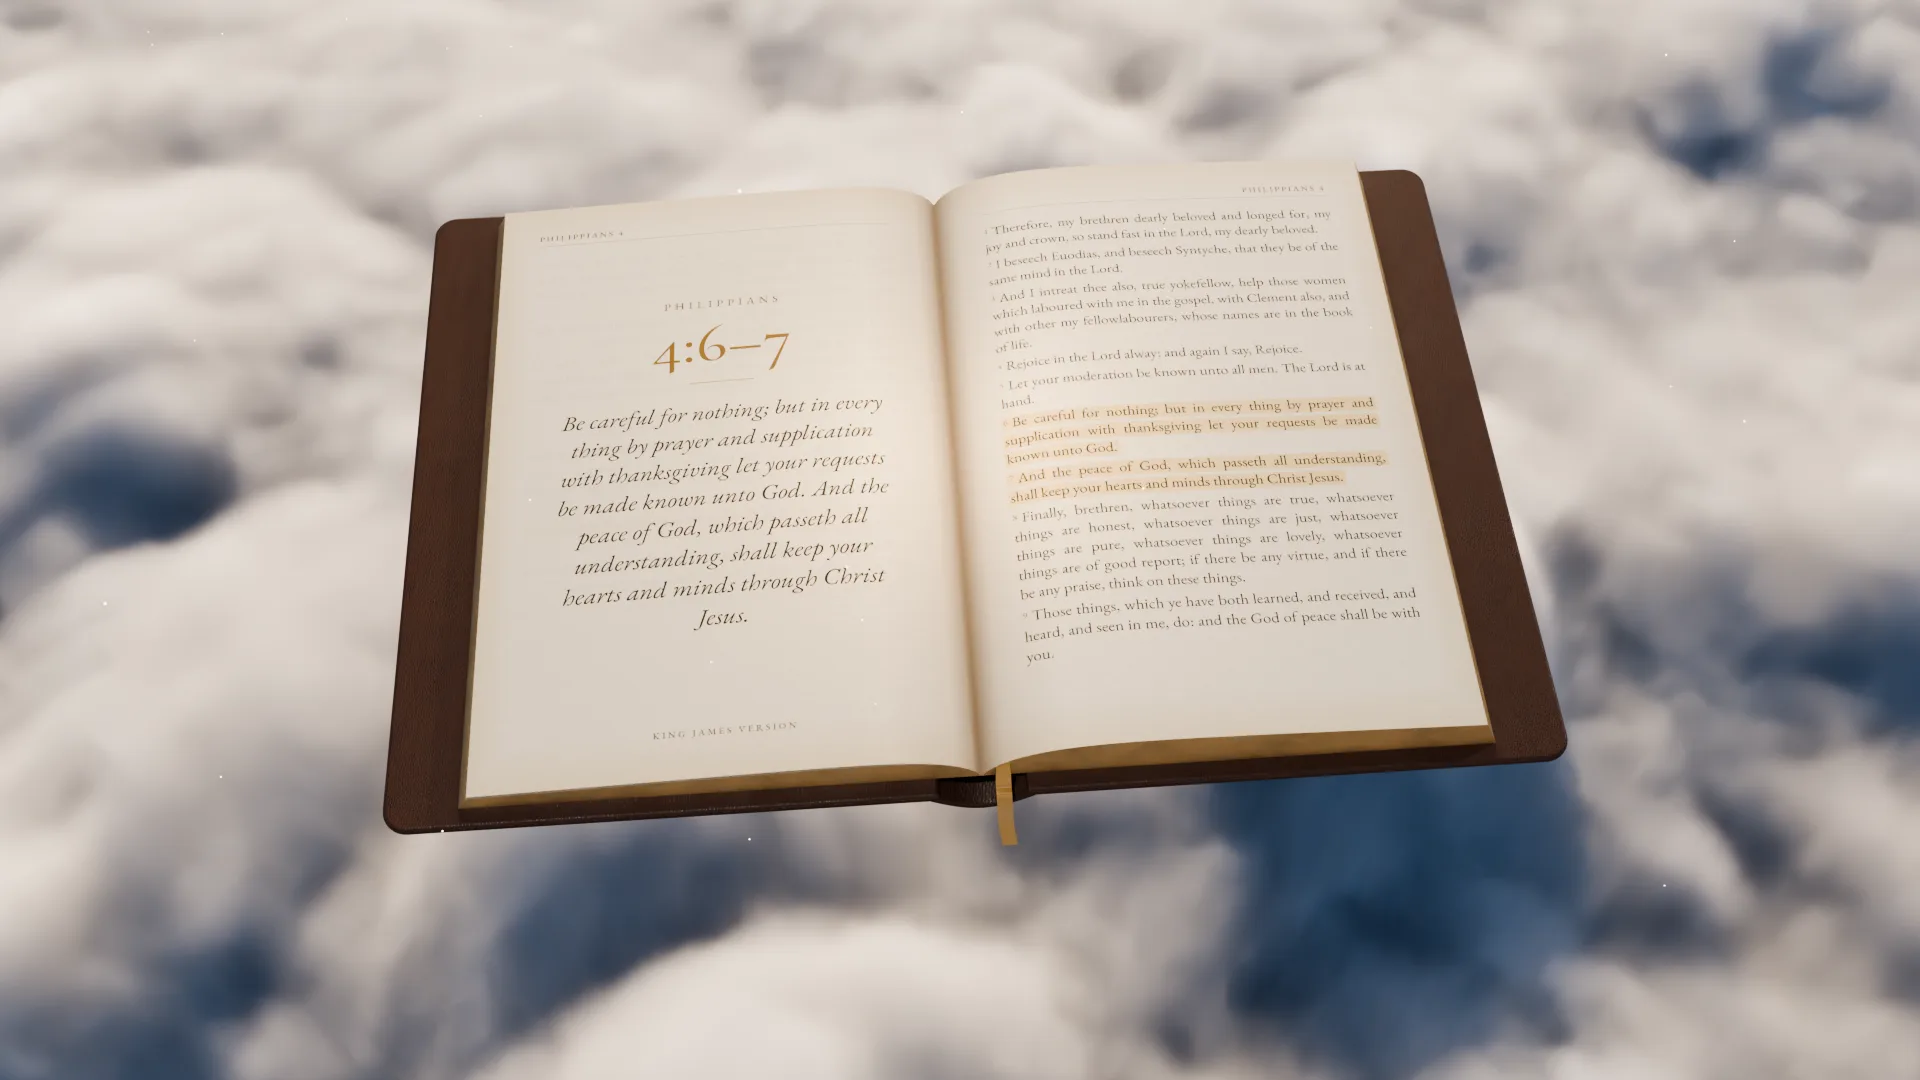 PHILIPPIANS 4
PHILIPPIANS
4:6–7
Be careful for nothing; but in every
thing by prayer and supplication
with thanksgiving let your requests
be made known unto God. And the
peace of God, which passeth all
understanding, shall keep your
hearts and minds through Christ
Jesus.
KING JAMES VERSION
PHILIPPIANS 4
Therefore, my brethren dearly beloved and longed for, my
joy and crown, so stand fast in the Lord, my dearly beloved.
I beseech Euodias, and beseech Syntyche, that they be of the
same mind in the Lord.
And I intreat thee also, true yokefellow, help those women
which laboured with me in the gospel, with Clement also, and
with other my fellowlabourers, whose names are in the book
of life.
Rejoice in the Lord alway: and again I say, Rejoice.
Let your moderation be known unto all men. The Lord is at
hand.
Be careful for nothing; but in every thing by prayer and
supplication with thanksgiving let your requests be made
known unto God.
And the peace of God, which passeth all understanding,
shall keep your hearts and minds through Christ Jesus.
Finally, brethren, whatsoever things are true, whatsoever
things are honest, whatsoever things are just, whatsoever
things are pure, whatsoever things are lovely, whatsoever
things are of good report; if there be any virtue, and if there
be any praise, think on these things.
Those things, which ye have both learned, and received, and
heard, and seen in me, do: and the God of peace shall be with
you.